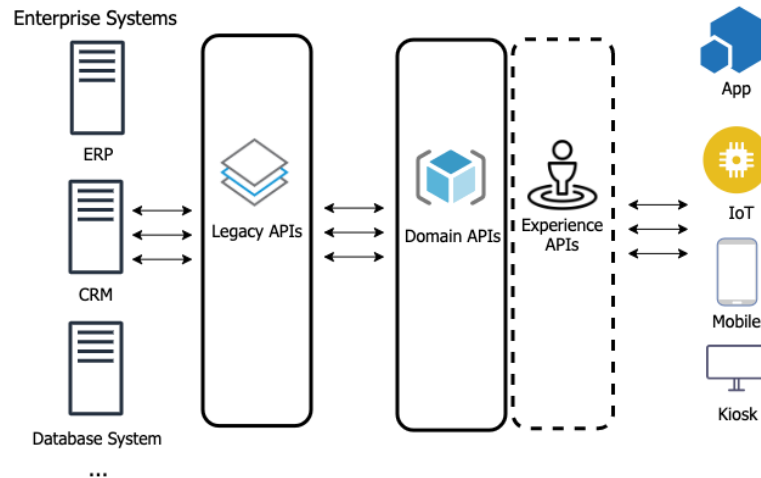 Enterprise Systems
ERP
CRM
Database System
...
Legacy APIs
Domain APIs
Experience
APIs
App
IoT
Mobile
Kiosk